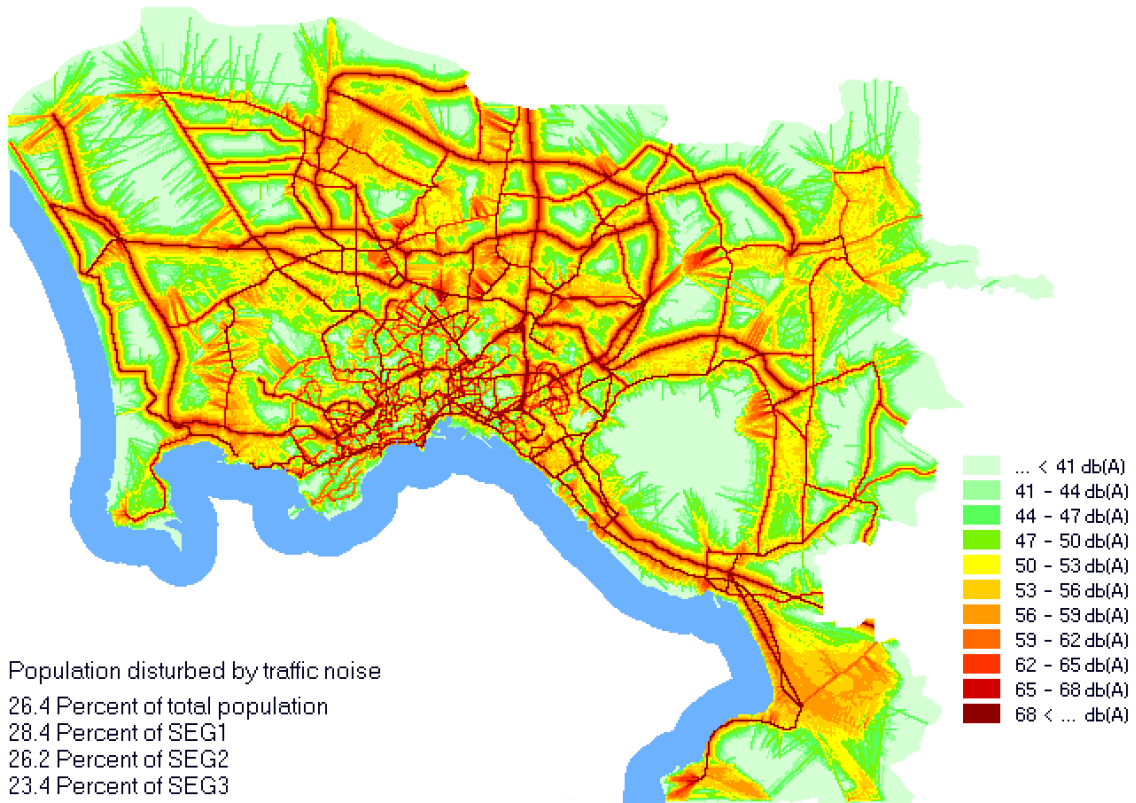 ... < 41 db(A)
41 - 44 db(A)
44 - 47 db(A)
47 - 50 db(A)
50 - 53 db(A)
53 - 56 db(A)
56 - 59 db(A)
59 - 62 db(A)
62 - 65 db(A)
65 - 68 db(A)
68 < ... db(A)
Population disturbed by traffic noise
26.4 Percent of total population
28.4 Percent of SEG1
26.2 Percent of SEG2
23.4 Percent of SEG3